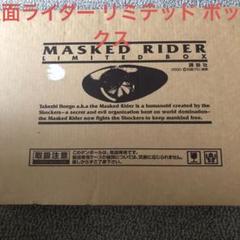 面ライダー リミテッド ボッ
クス
MASKED RIDER
LIMITED BOX
講談社
Takeshi Hongo a.k.a the Masked Rider is a humanoid created by the
Shockers – a secret and evil organisation bent on world domination–
the Masked Rider now fights the Shockers to keep mankind free.
取扱注意